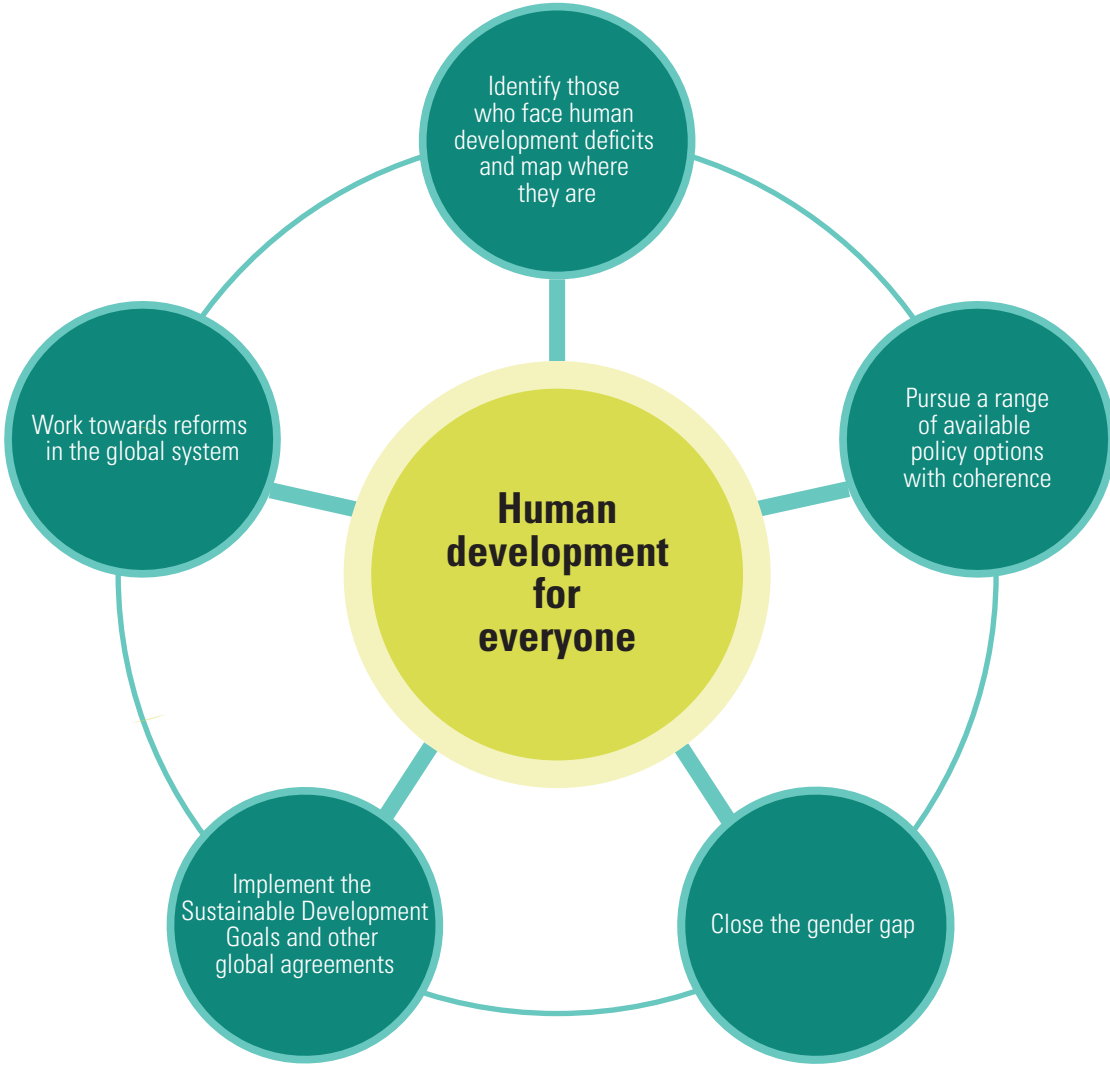 Identify those
who face human
development deficits
and map where
they are
Pursue a range
of available
policy options
with coherence
Close the gender gap
Implement the
Sustainable Development
Goals and other
global agreements
Work towards reforms
in the global system
Human
development
for
everyone